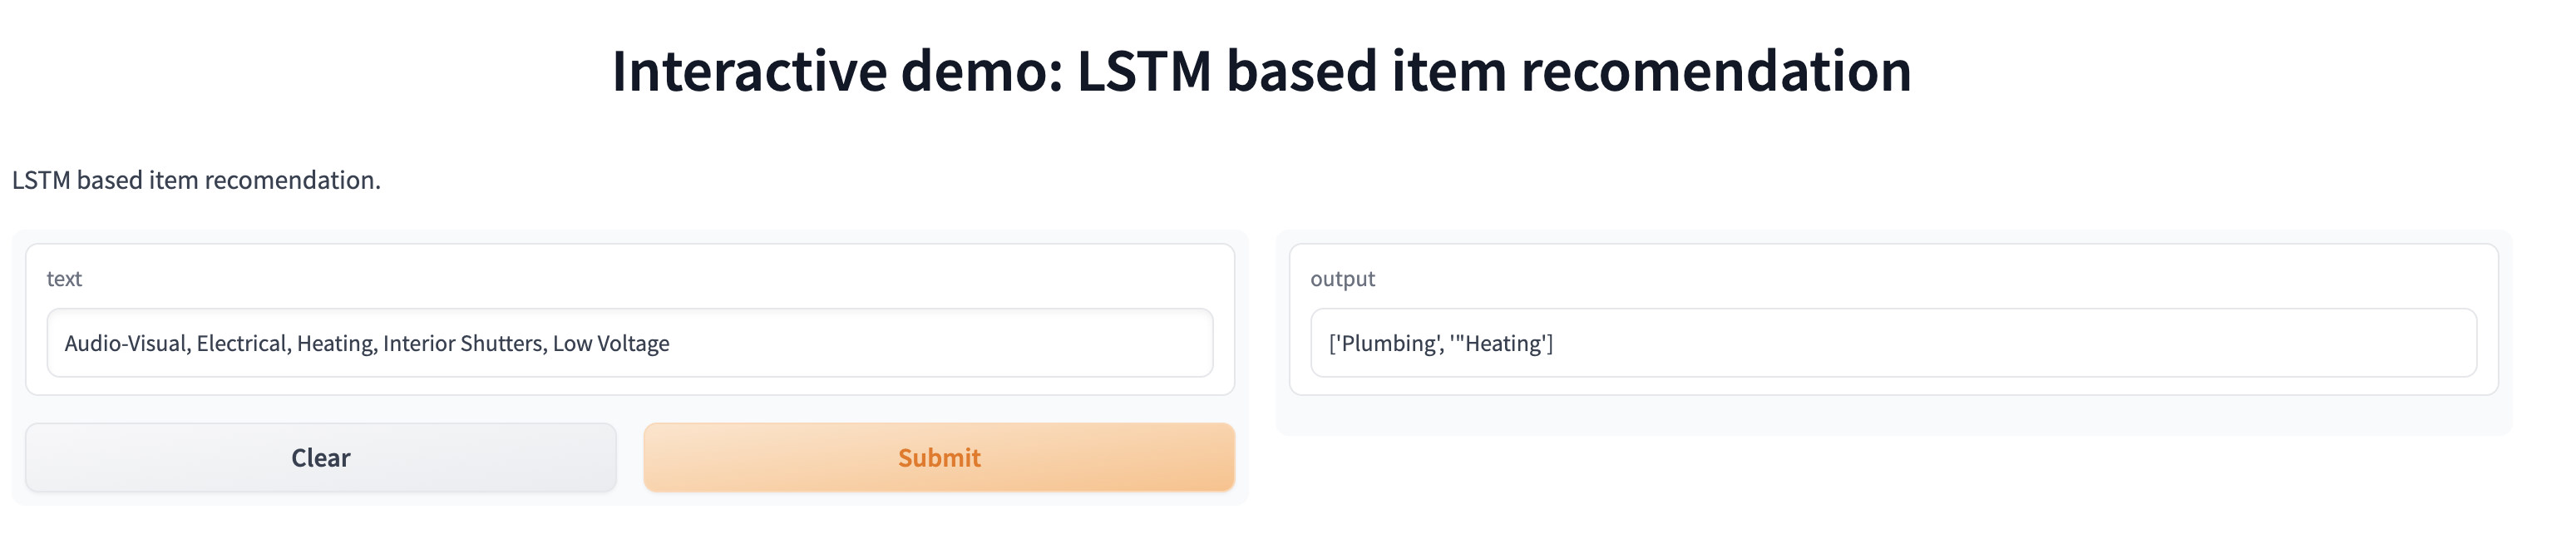 Interactive demo: LSTM based item recomendation
LSTM based item recomendation.
text
Audio-Visual, Electrical, Heating, Interior Shutters, Low Voltage
Clear
Submit
output
['Plumbing', '"Heating']